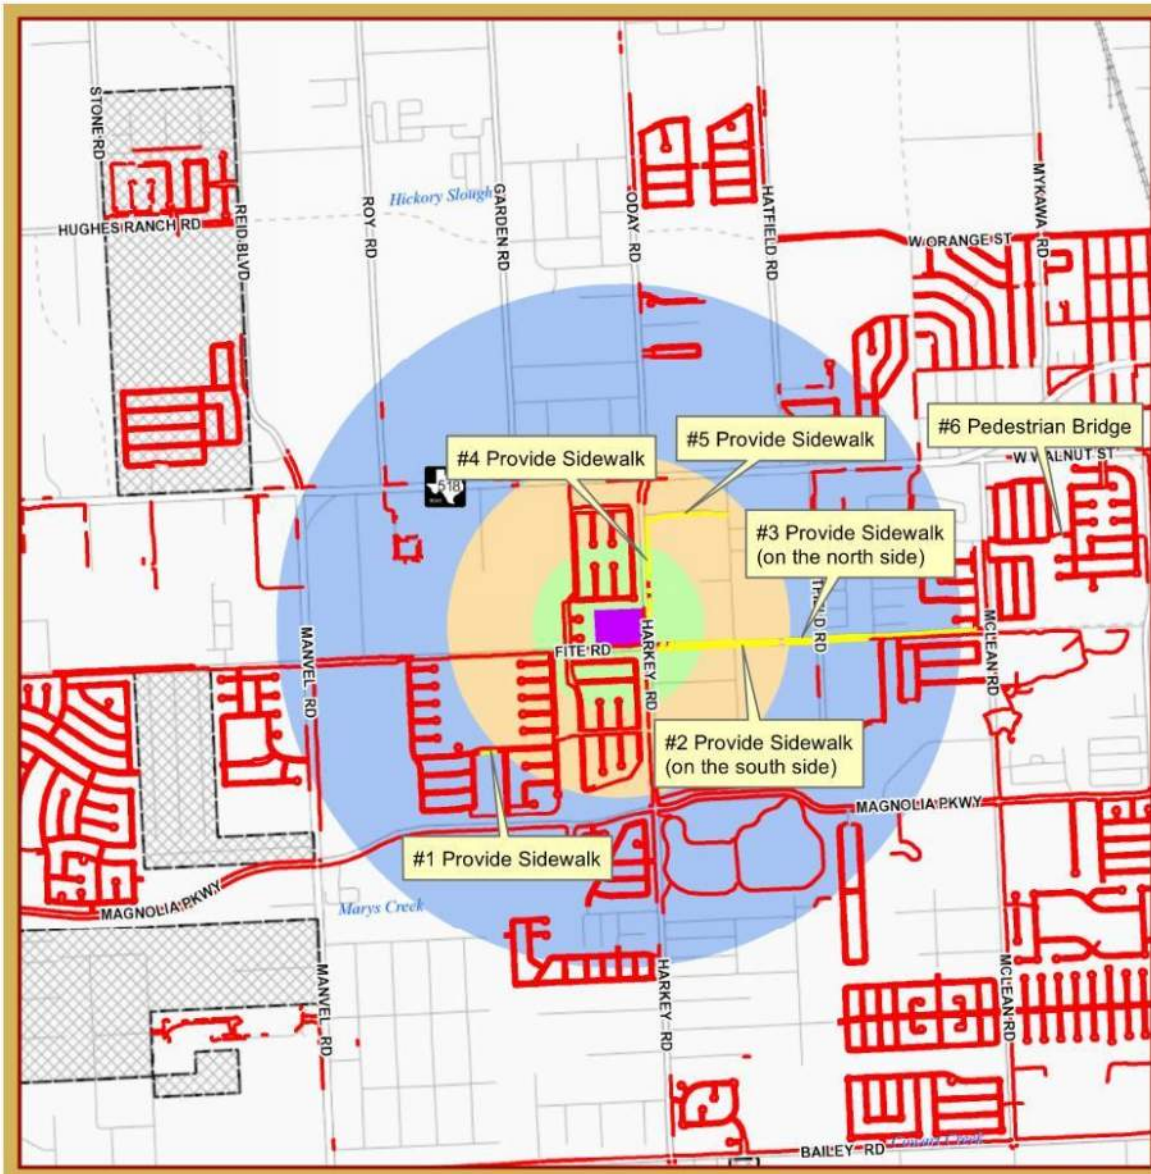 STONE RD
HUGHES RANCH RD
REID BLVD
ROY RD
Hickory Slough
GARDEN RD
ODAY RD
HATFIELD RD
W ORANGE ST
MYKAWA RD
#4 Provide Sidewalk
#5 Provide Sidewalk
#6 Pedestrian Bridge
W WALNUT ST
518
#3 Provide Sidewalk
(on the north side)
MANVEL RD
FITE RD
HARKEY RD
MCLEAN RD
#2 Provide Sidewalk
(on the south side)
MAGNOLIA PKWY
#1 Provide Sidewalk
MAGNOLIA PKWY
Marys Creek
MANVEL RD
HARKEY RD
MCLEAN RD
BAILEY RD